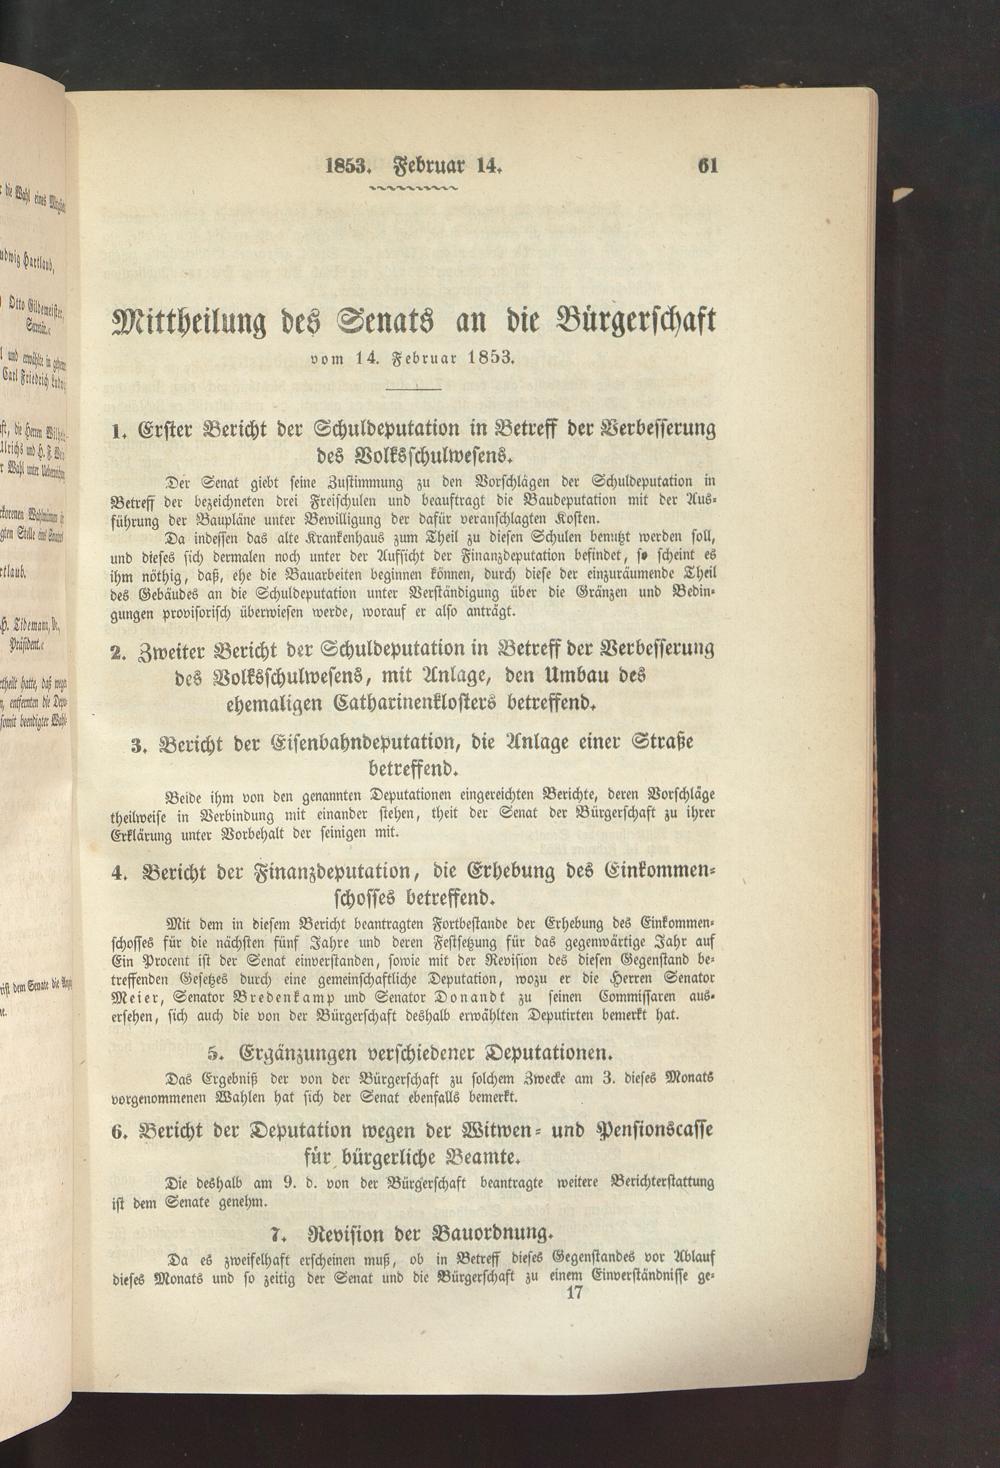 1853. Februar 14.
61
Mittheilung des Senats an die Bürgerschaft
vom 14. Februar 1853.
1. Erster Bericht der Schuldeputation in Betreff der Verbesserung
des Volksschulwesens.
Der Senat giebt seine Zustimmung zu den Vorschlägen der Schuldeputation in
Betreff der bezeichneten drei Freischulen und beauftragt die Baudeputation mit der Aus-
führung der Baupläne unter Bewilligung der dafür veranschlagten Kosten.
Da indessen das alte Krankenhaus zum Theil zu diesen Schulen benutzt werden soll,
und dieses sich dermalen noch unter der Aufsicht der Finanzdeputation befindet, so scheint es
ihm nöthig, daß, ehe die Bauarbeiten beginnen können, durch diese der einzuräumende Theil
des Gebäudes an die Schuldeputation unter Verständigung über die Gränzen und Bedin-
gungen provisorisch überwiesen werde, worauf er also anträgt.
2. Zweiter Bericht der Schuldeputation in Betreff der Verbesserung
des Volksschulwesens, mit Anlage, den Umbau des
ehemaligen Catharinenklosters betreffend.
3. Bericht der Eisenbahndeputation, die Anlage einer Straße
betreffend.
Beide ihm von den genannten Deputationen eingereichten Berichte, deren Vorschläge
theilweise in Verbindung mit einander stehen, theit der Senat der Bürgerschaft zu ihrer
Erklärung unter Vorbehalt der seinigen mit.
4. Bericht der Finanzdeputation, die Erhebung des Einkommen-
schosses betreffend.
Mit dem in diesem Bericht beantragten Fortbestande der Erhebung des Einkommen-
schosses für die nächsten fünf Jahre und deren Festsetzung für das gegenwärtige Jahr auf
Ein Procent ist der Senat einverstanden, sowie mit der Revision des diesen Gegenstand be-
treffenden Gesetzes durch eine gemeinschaftliche Deputation, wozu er die Herren Senator
Meier, Senator Bredenkamp und Senator Donandt zu seinen Commissaren aus-
ersehen, sich auch die von der Bürgerschaft deshalb erwählten Deputirten bemerkt hat.
5. Ergänzungen verschiedener Deputationen.
Das Ergebniß der von der Bürgerschaft zu solchem Zwecke am 3. dieses Monats
vorgenommenen Wahlen hat sich der Senat ebenfalls bemerkt.
6. Bericht der Deputation wegen der Witwen- und Pensionscasse
für bürgerliche Beamte.
Die deshalb am 9. d. von der Bürgerschaft beantragte weitere Berichterstattung
ist dem Senate genehm.
7. Revision der Bauordnung.
Da es zweifelhaft erscheinen muß, ob in Betreff dieses Gegenstandes vor Ablauf
dieses Monats und so zeitig der Senat und die Bürgerschaft zu einem Einverständnisse ge-
17